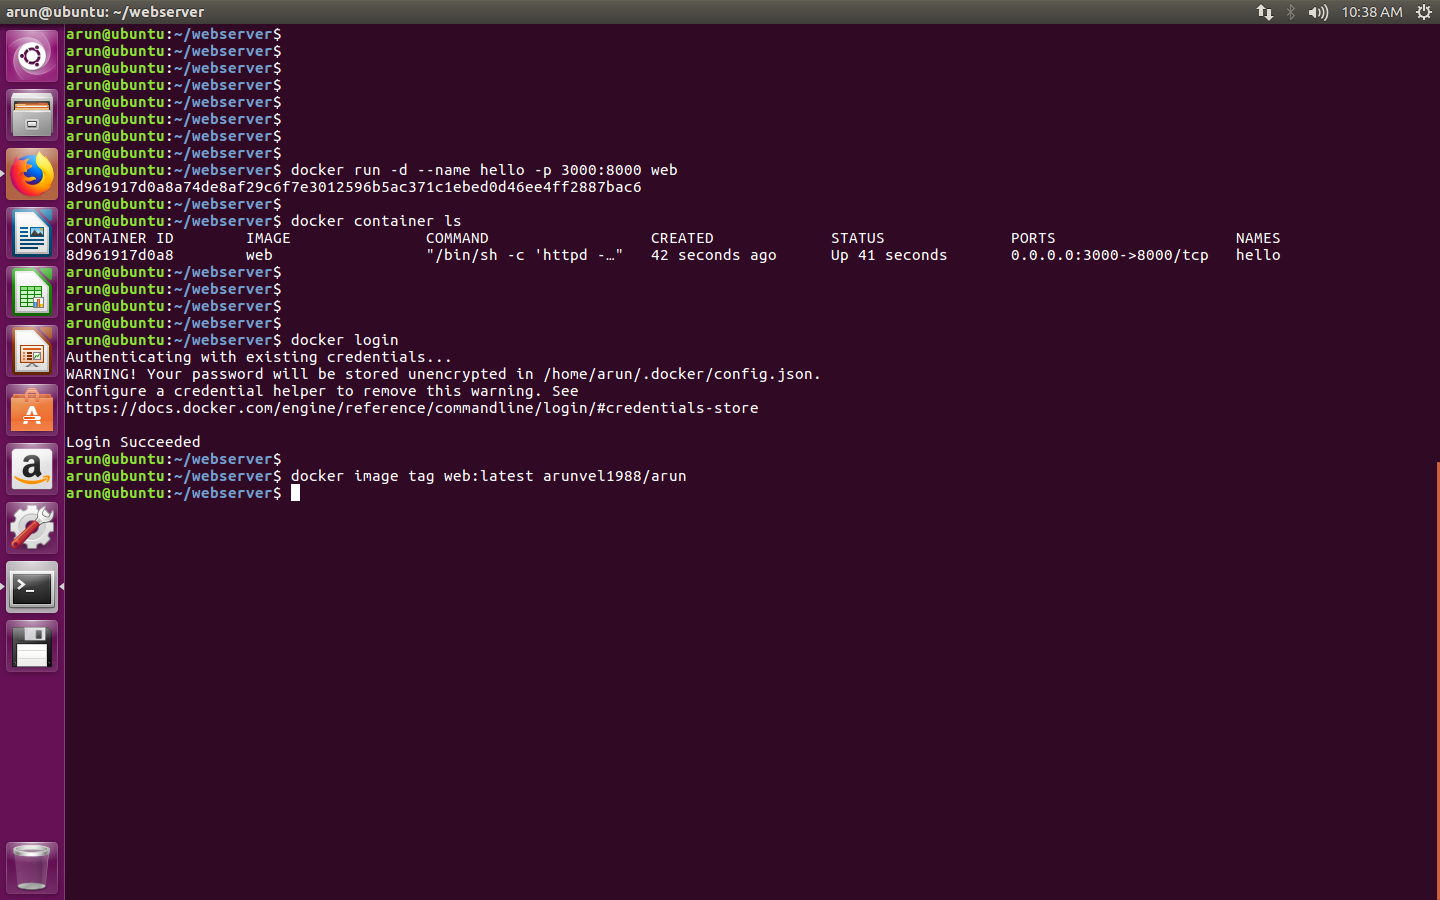 arun@ubuntu: ~/webserver
10:38 AM
arun@ubuntu:~/webserver$
arun@ubuntu:~/webserver$
arun@ubuntu:~/webserver$
arun@ubuntu:~/webserver$
arun@ubuntu:~/webserver$
arun@ubuntu:~/webserver$
arun@ubuntu:~/webserver$
arun@ubuntu:~/webserver$
arun@ubuntu:~/webserver$ docker run -d --name hello -p 3000:8000 web
8d961917d0a8a74de8af29c6f7e3012596b5ac371c1ebed0d46ee4ff2887bac6
arun@ubuntu:~/webserver$
arun@ubuntu:~/webserver$ docker container ls
CONTAINER ID        IMAGE               COMMAND                  CREATED             STATUS              PORTS                    NAMES
8d961917d0a8        web                 "/bin/sh -c 'httpd -…"   42 seconds ago      Up 41 seconds       0.0.0.0:3000->8000/tcp   hello
arun@ubuntu:~/webserver$
arun@ubuntu:~/webserver$
arun@ubuntu:~/webserver$
arun@ubuntu:~/webserver$
arun@ubuntu:~/webserver$ docker login
Authenticating with existing credentials...
WARNING! Your password will be stored unencrypted in /home/arun/.docker/config.json.
Configure a credential helper to remove this warning. See
https://docs.docker.com/engine/reference/commandline/login/#credentials-store
Login Succeeded
arun@ubuntu:~/webserver$
arun@ubuntu:~/webserver$ docker image tag web:latest arunvel1988/arun
arun@ubuntu:~/webserver$